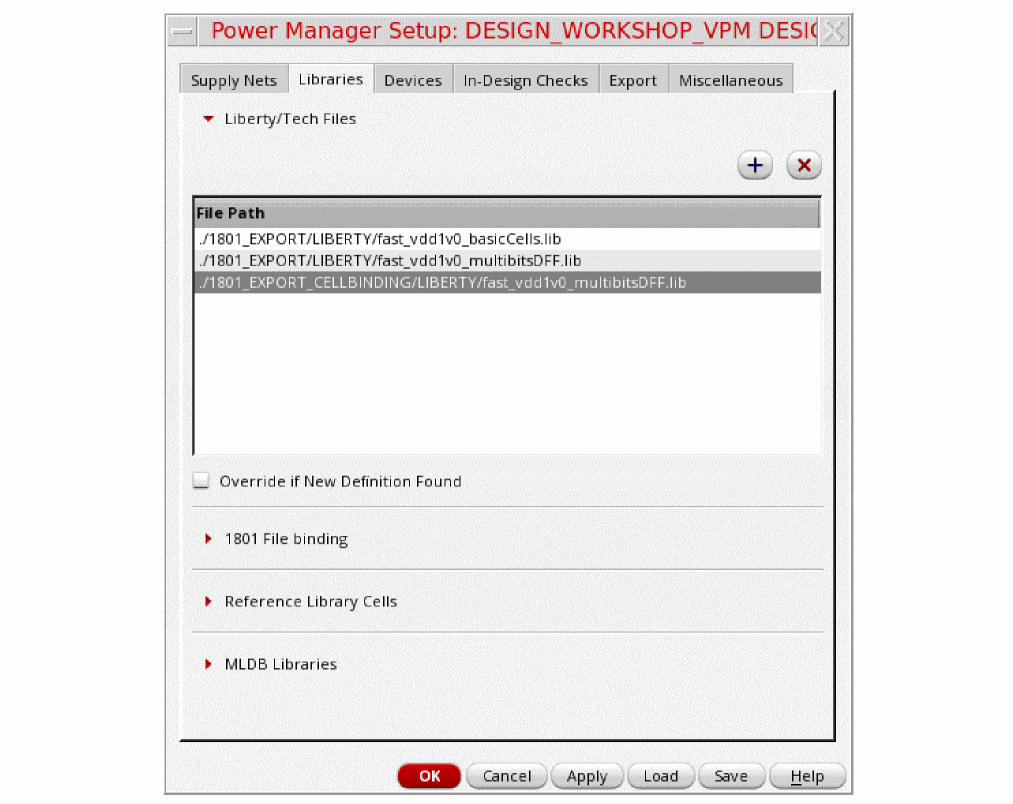 Power Manager Setup: DESIGN_WORKSHOP_VPM DESI
Supply Nets Libraries Devices In-Design Checks Export Miscellaneous
Liberty/Tech Files
File Path
./1801_EXPORT/LIBERTY/fast_vdd1v0_basicCells.lib
./1801_EXPORT/LIBERTY/fast_vdd1v0_multibitsDFF.lib
./1801_EXPORT_CELLBINDING/LIBERTY/fast_vdd1v0_multibitsDFF.lib
Override if New Definition Found
1801 File binding
Reference Library Cells
MLDB Libraries
OK Cancel Apply Load Save Help